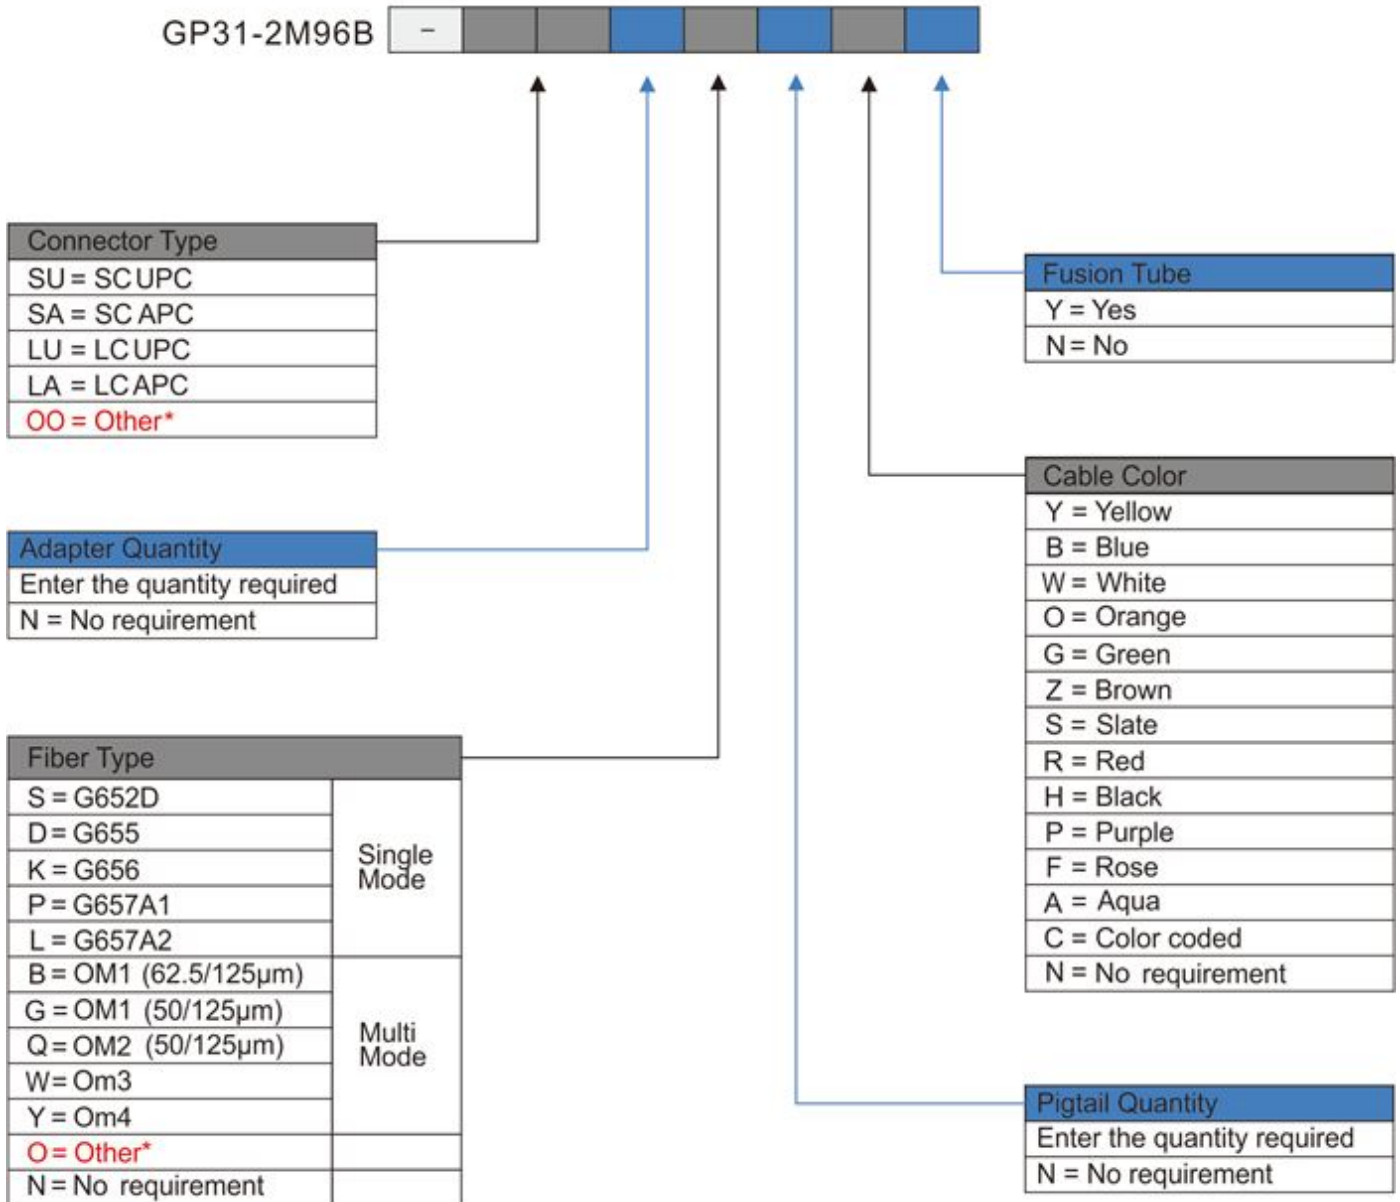 GP31-2M96B -
Connector Type
SU = SC UPC
SA = SC APC
LU = LC UPC
LA = LC APC
OO = Other*
Adapter Quantity
Enter the quantity required
N = No requirement
Fiber Type
S = G652D
D = G655
K = G656
P = G657A1
L = G657A2
Single
Mode
B = OM1 (62.5/125µm)
G = OM1 (50/125µm)
Q = OM2 (50/125µm)
W = Om3
Y = Om4
Multi
Mode
O = Other*
N = No requirement
Fusion Tube
Y = Yes
N = No
Cable Color
Y = Yellow
B = Blue
W = White
O = Orange
G = Green
Z = Brown
S = Slate
R = Red
H = Black
P = Purple
F = Rose
A = Aqua
C = Color coded
N = No requirement
Pigtail Quantity
Enter the quantity required
N = No requirement